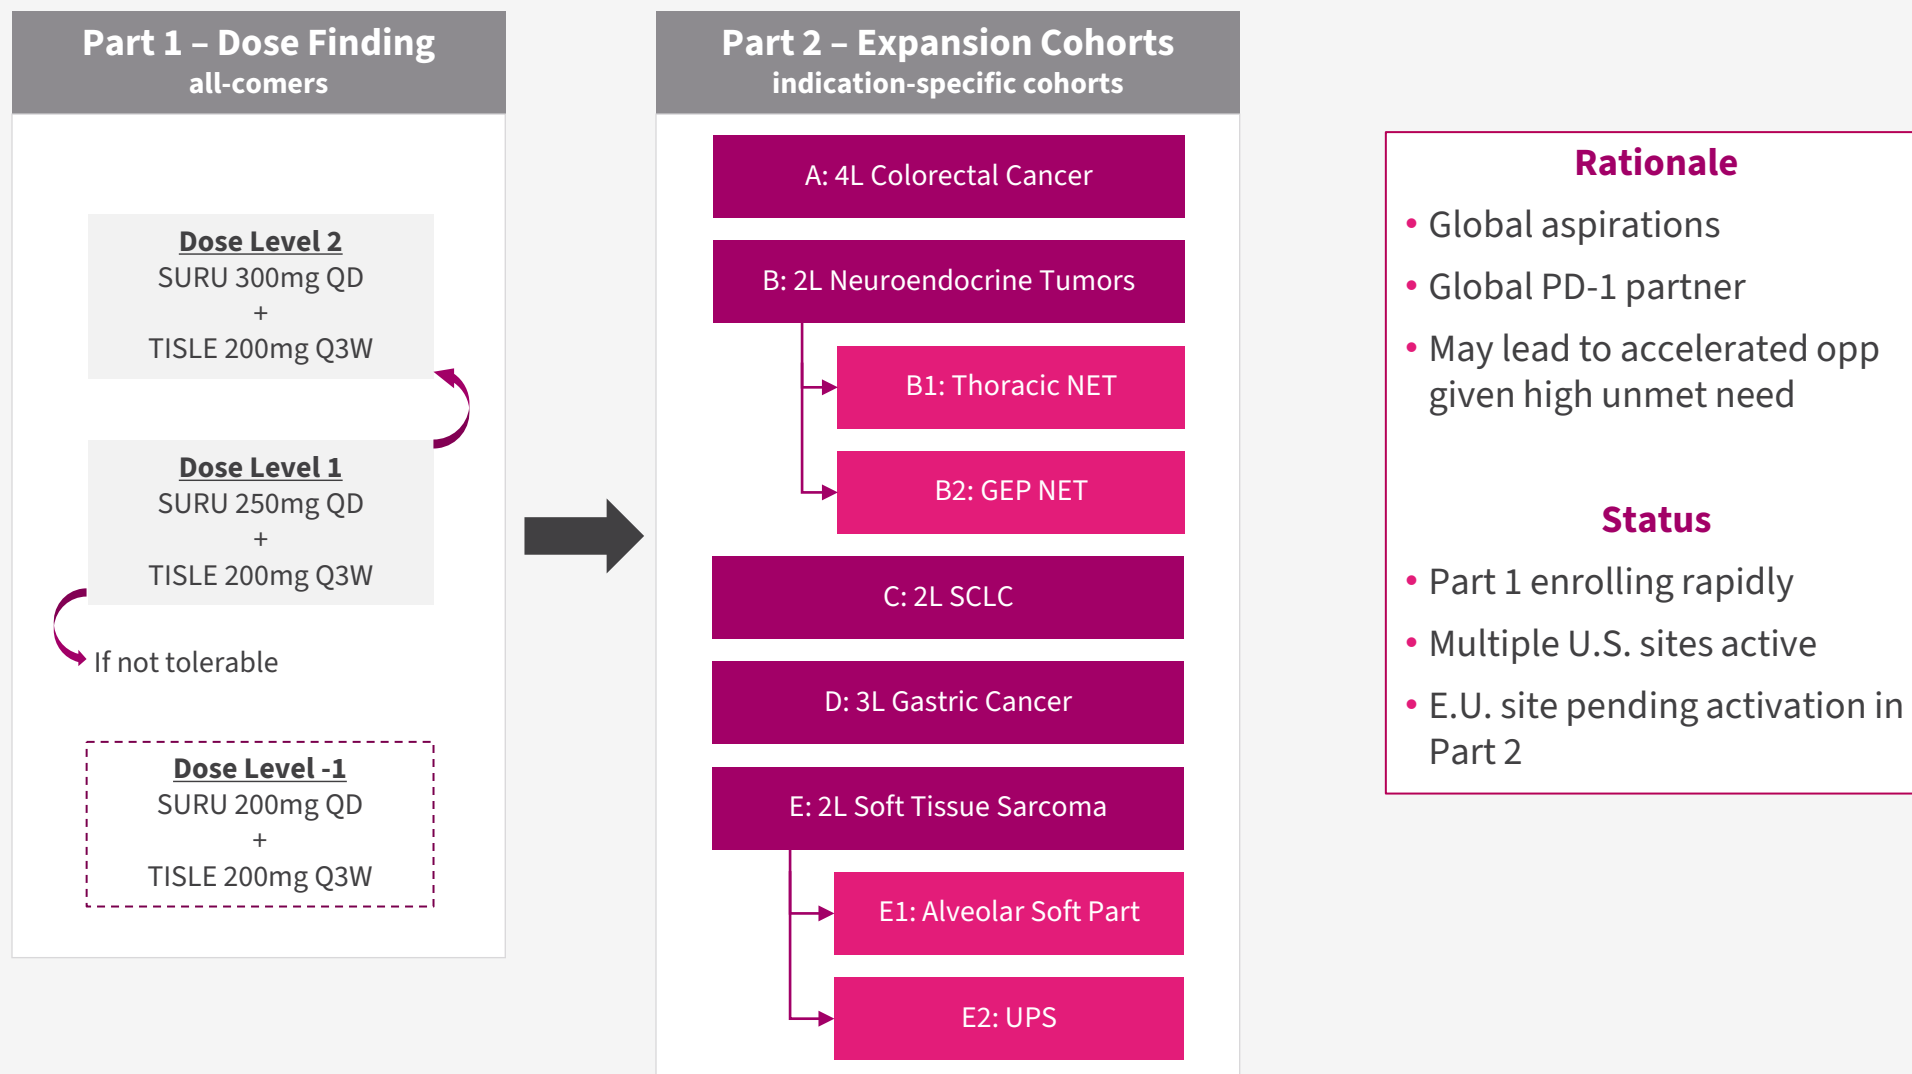 Part 1 – Dose Finding
all-comers
Dose Level 2
SURU 300mg QD
+
TISLE 200mg Q3W
Dose Level 1
SURU 250mg QD
+
TISLE 200mg Q3W
If not tolerable
Dose Level -1
SURU 200mg QD
+
TISLE 200mg Q3W
Part 2 – Expansion Cohorts
indication-specific cohorts
A: 4L Colorectal Cancer
B: 2L Neuroendocrine Tumors
B1: Thoracic NET
B2: GEP NET
C: 2L SCLC
D: 3L Gastric Cancer
E: 2L Soft Tissue Sarcoma
E1: Alveolar Soft Part
E2: UPS
Rationale
• Global aspirations
• Global PD-1 partner
• May lead to accelerated opp
given high unmet need
Status
• Part 1 enrolling rapidly
• Multiple U.S. sites active
• E.U. site pending activation in
Part 2